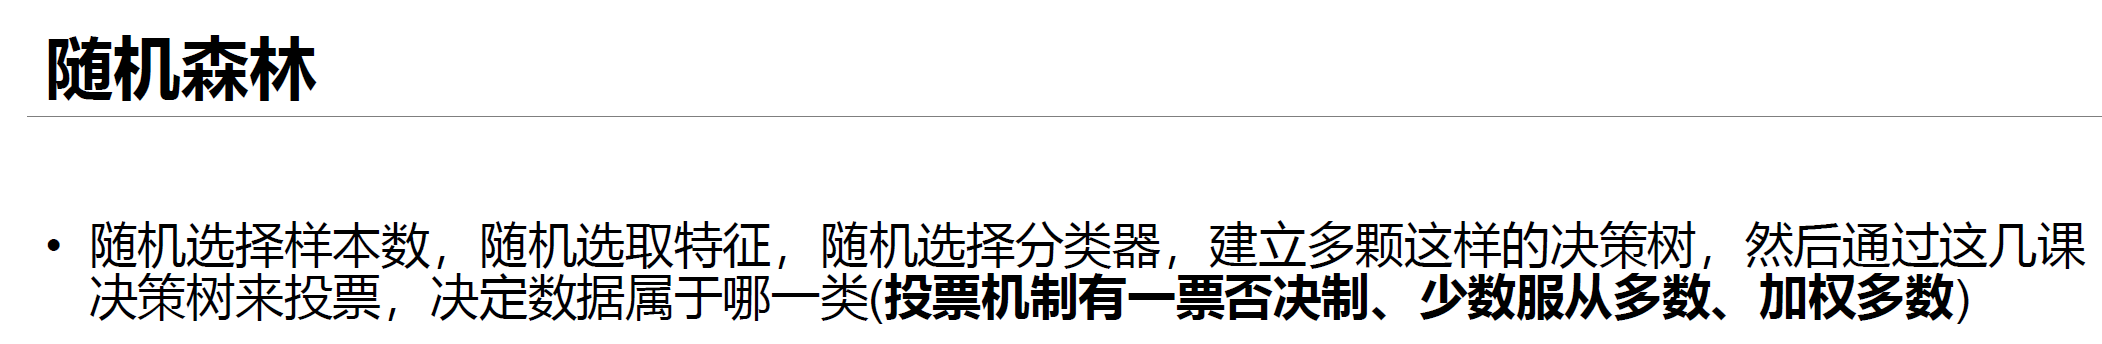 随机森林
• 随机选择样本数，随机选取特征，随机选择分类器，建立多颗这样的决策树，然后通过这几课
决策树来投票，决定数据属于哪一类(投票机制有一票否决制、少数服从多数、加权多数)